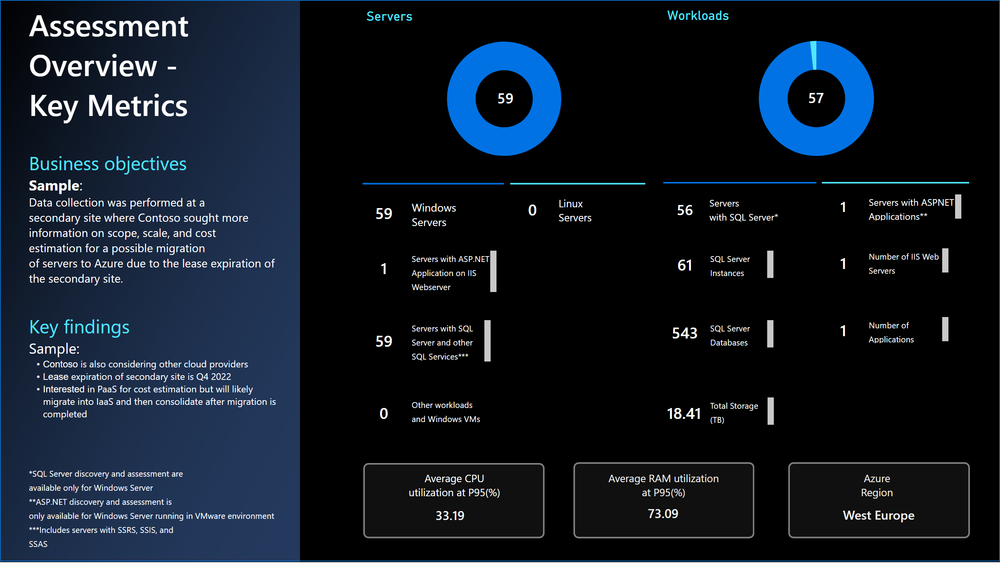 Assessment
Overview -
Key Metrics
Business objectives
Sample:
Data collection was performed at a
secondary site where Contoso sought more
information on scope, scale, and cost
estimation for a possible migration
of servers to Azure due to the lease expiration of
the secondary site.
Key findings
Sample:
• Contoso is also considering other cloud providers
• Lease expiration of secondary site is Q4 2022
• Interested in PaaS for cost estimation but will likely
migrate into IaaS and then consolidate after migration is
completed
*SQL Server discovery and assessment are
available only for Windows Server
**ASP.NET discovery and assessment is
only available for Windows Server running in VMware environment
***Includes servers with SSRS, SSIS, and
SSAS
Servers
59
59
Windows
Servers
0
Linux
Servers
1
Servers with ASP.NET
Application on IIS
Webserver
59
Servers with SQL
Server and other
SQL Services***
0
Other workloads
and Windows VMs
Workloads
57
56
Servers
with SQL Server*
1
Servers with ASPNET
Applications**
61
SQL Server
Instances
1
Number of IIS Web
Servers
543
SQL Server
Databases
1
Number of
Applications
18.41
Total Storage
(TB)
Average CPU
utilization at P95(%)
33.19
Average RAM utilization
at P95(%)
73.09
Azure
Region
West Europe